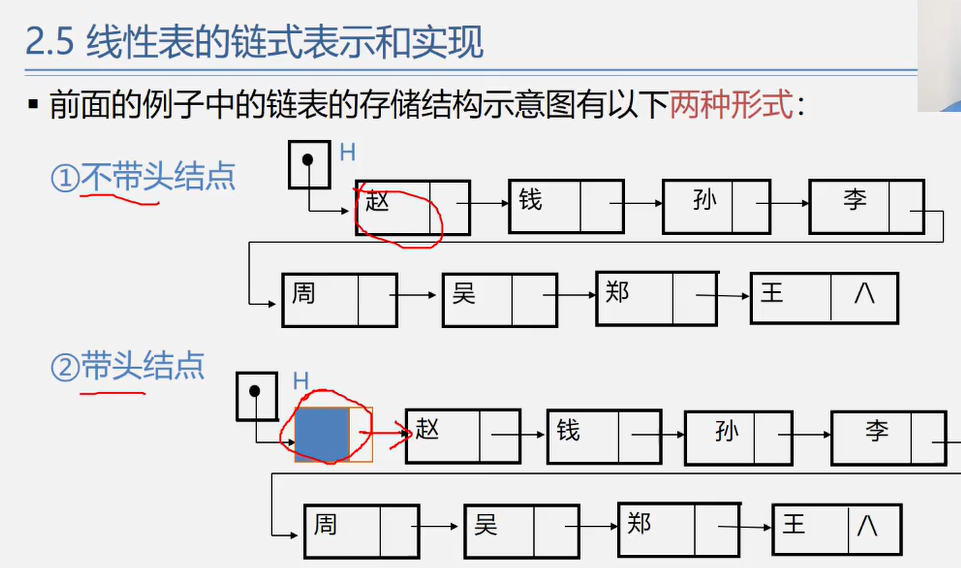 2.5 线性表的链式表示和实现
▪ 前面的例子中的链表的存储结构示意图有以下两种形式：
①不带头结点
H
赵 钱 孙 李
周 吴 郑 王 ∧
②带头结点
H
赵 钱 孙 李
周 吴 郑 王 ∧